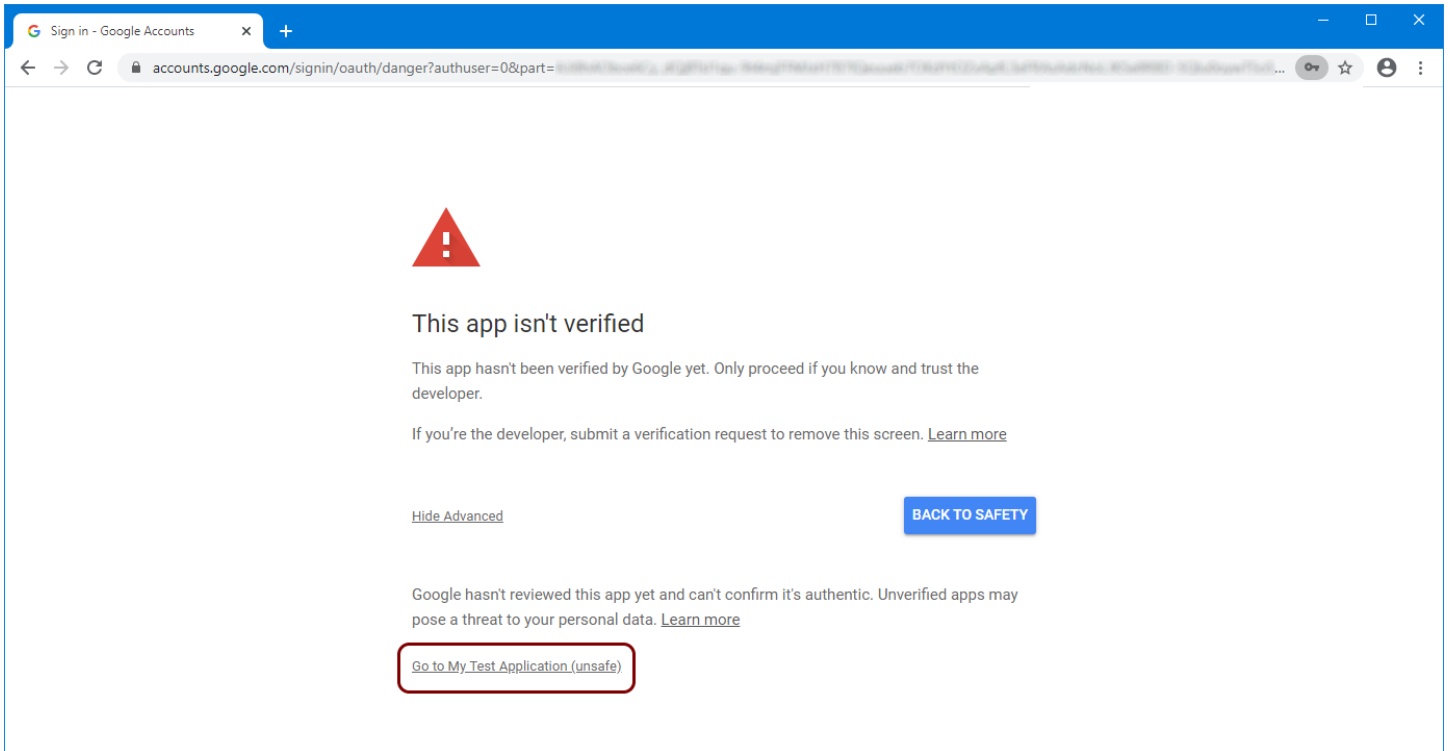 Sign in - Google Accounts
accounts.google.com/signin/oauth/danger?authuser=0&part=
This app isn't verified
This app hasn't been verified by Google yet. Only proceed if you know and trust the
developer.
If you’re the developer, submit a verification request to remove this screen. Learn more
Hide Advanced
BACK TO SAFETY
Google hasn't reviewed this app yet and can't confirm it's authentic. Unverified apps may
pose a threat to your personal data. Learn more
Go to My Test Application (unsafe)